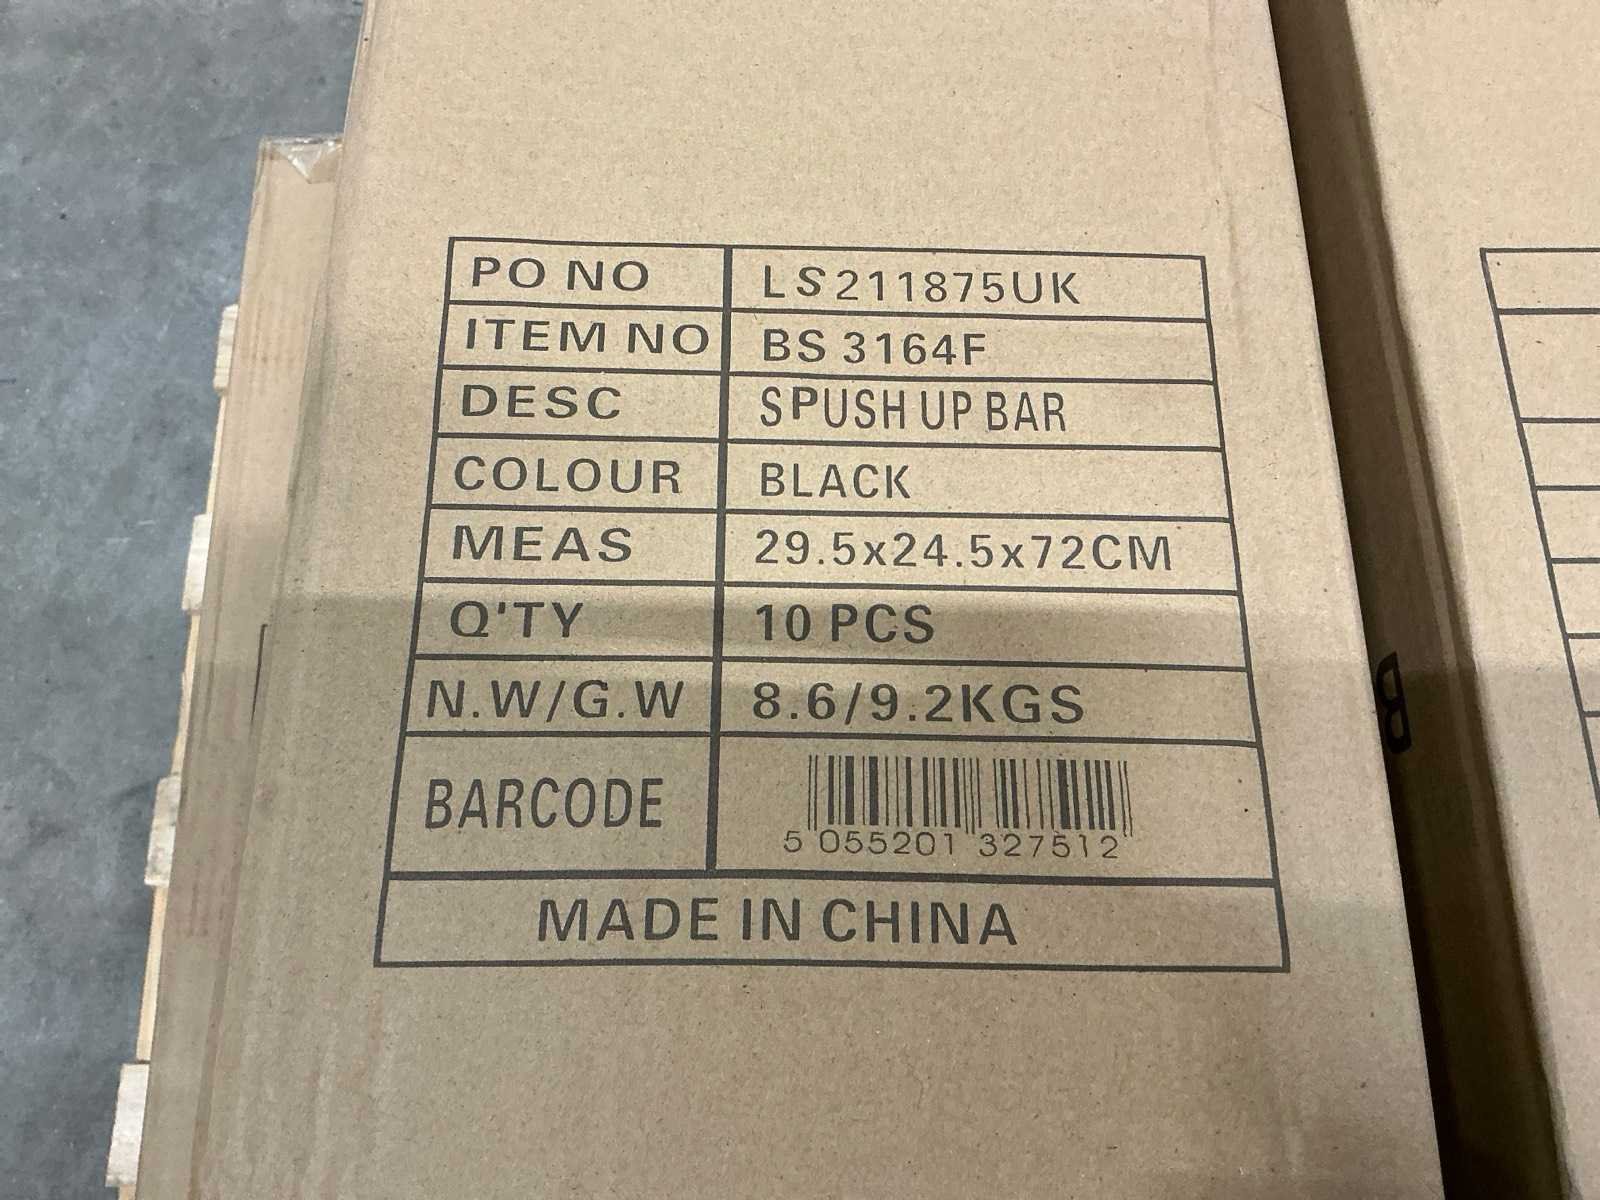 PO NO LS211875UK
ITEM NO BS 3164F
DESC SPUSH UP BAR
COLOUR BLACK
MEAS 29.5x24.5x72CM
Q'TY 10 PCS
N.W/G.W 8.6/9.2KGS
BARCODE
5 055201 327512
MADE IN CHINA
B